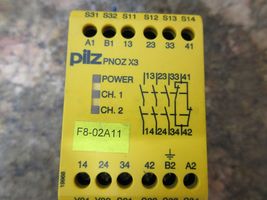 S31 S32 S11 S12 S13 S14
A1 B1 13 23 33 41
pilz PNOZ X3
POWER
CH. 1
CH. 2
13 23 33 41
14 24 34 42
F8-02A11
14 24 34 42 B2 A2